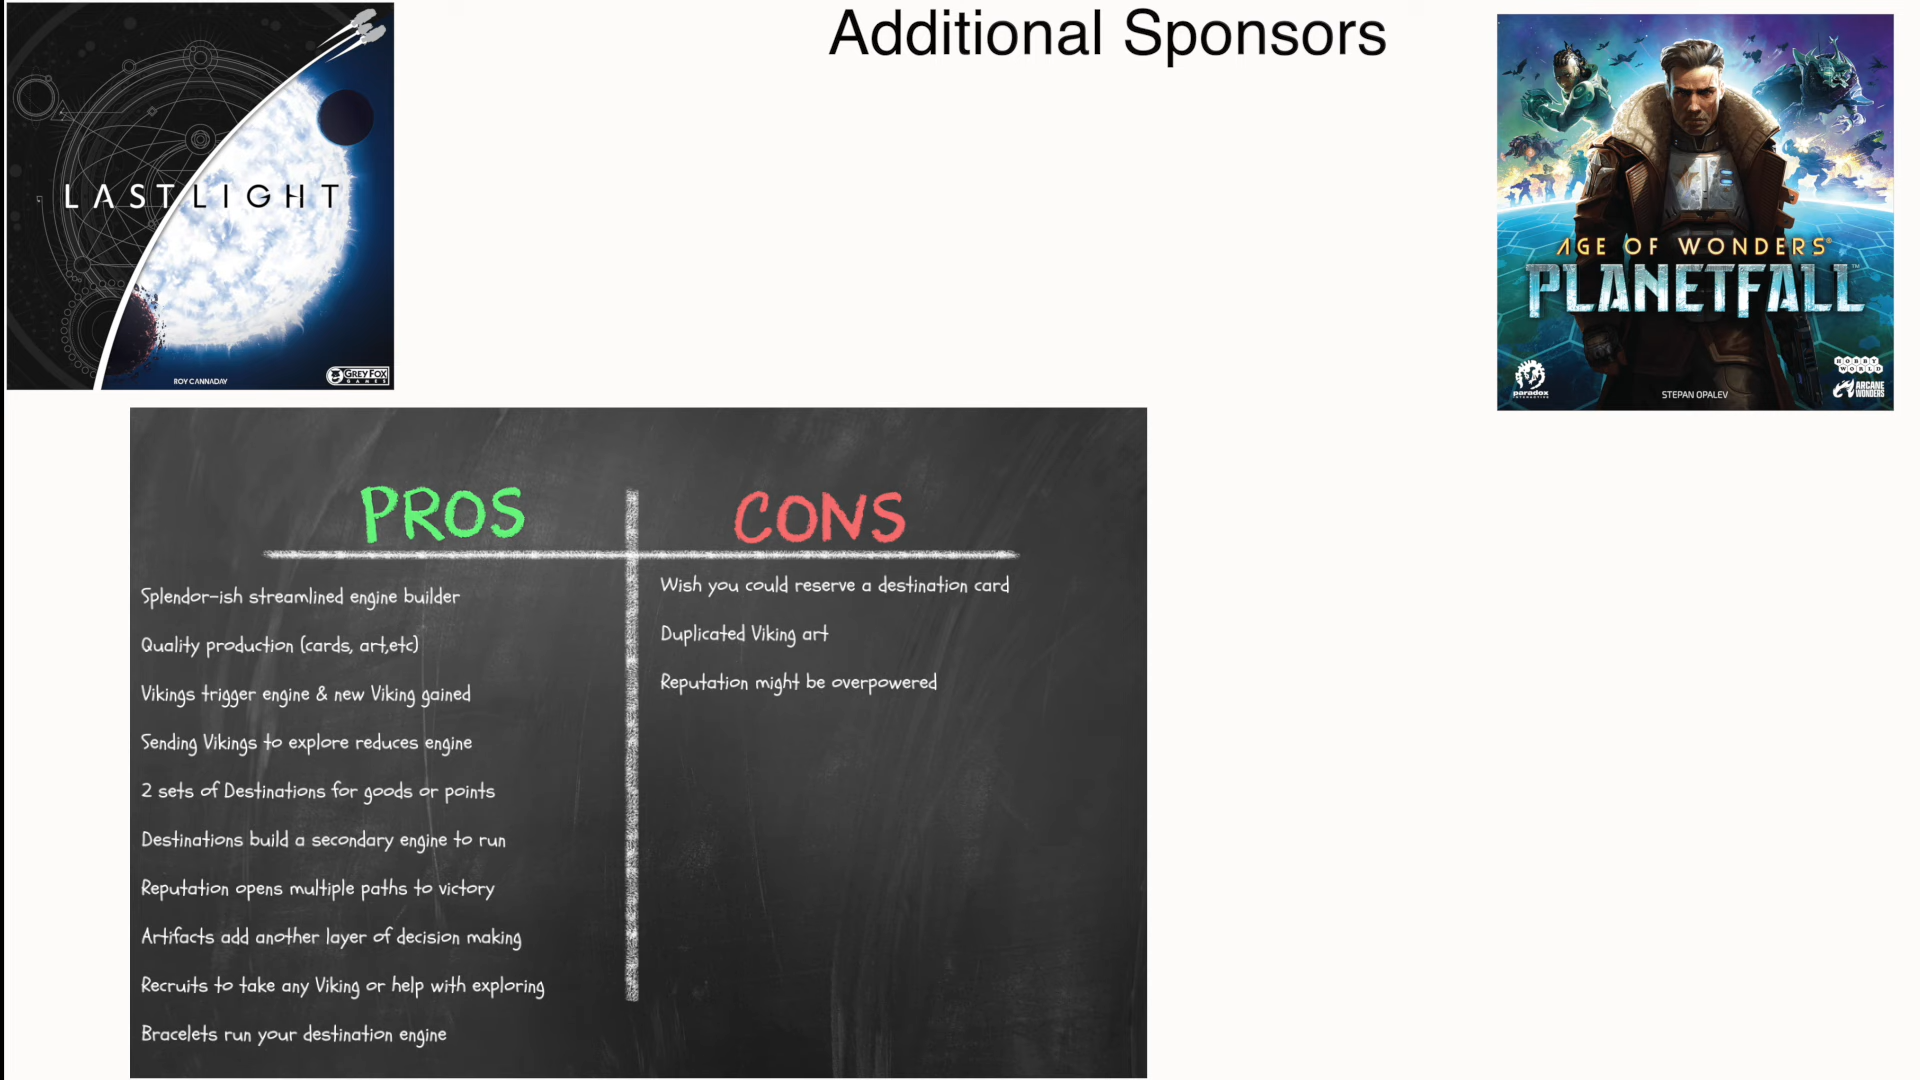 Additional Sponsors
LAST LIGHT
ROY CANNADAY
GREY FOX
GAMES
AGE OF WONDERS®
PLANETFALL™
paradox
INTERACTIVE
STEPAN OPALEV
HOBBY
WORLD
ARCANE
WONDERS
PROS
Splendor-ish streamlined engine builder
Quality production (cards, art,etc)
Vikings trigger engine & new Viking gained
Sending Vikings to explore reduces engine
2 sets of Destinations for goods or points
Destinations build a secondary engine to run
Reputation opens multiple paths to victory
Artifacts add another layer of decision making
Recruits to take any Viking or help with exploring
Bracelets run your destination engine
CONS
Wish you could reserve a destination card
Duplicated Viking art
Reputation might be overpowered